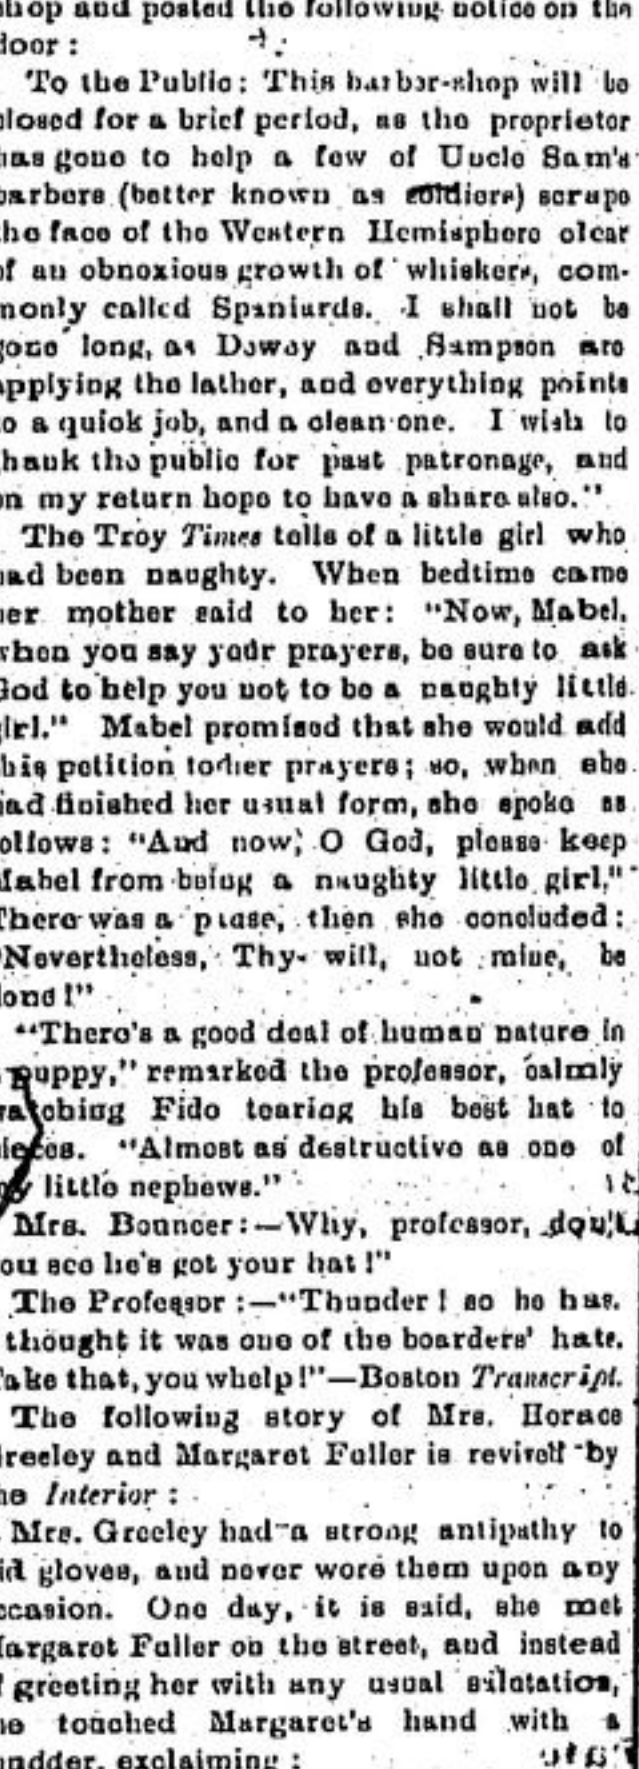 shop and posted the following notice on the
door :
To the Public: This barber-shop will be
closed for a brief period, as the proprietor
has gone to help a few of Uncle Sam's
barbers (better known as soldiers) scrape
the face of the Western Hemisphere clear
of an obnoxious growth of whiskers, com-
monly called Spaniards. I shall not be
gone long, as Dewey and Sampson are
applying the lather, and everything points
to a quick job, and a clean one. I wish to
thank the public for past patronage, and
on my return hope to have a share also."
The Troy Times tells of a little girl who
had been naughty. When bedtime came
her mother said to her: "Now, Mabel,
when you say your prayers, be sure to ask
God to help you not to be a naughty little
girl." Mabel promised that she would add
this petition to her prayers; so, when she
had finished her usual form, she spoke as
follows: "And now, O God, please keep
Mabel from being a naughty little girl."
There was a pause, then she concluded:
"Nevertheless, Thy will, not mine, be
done!"
"There's a good deal of human nature in
a puppy," remarked the professor, calmly
watching Fido tearing his best hat to
pieces. "Almost as destructive as one of
my little nephews."
Mrs. Bouncer:—Why, professor, don't
you see he's got your hat!"
The Professor:—"Thunder! so he has.
I thought it was one of the boarders' hats.
Take that, you whelp!"—Boston Transcript.
The following story of Mrs. Horace
Greeley and Margaret Fuller is revived by
the Interior :
Mrs. Greeley had a strong antipathy to
kid gloves, and never wore them upon any
occasion. One day, it is said, she met
Margaret Fuller on the street, and instead
of greeting her with any usual salutation,
she touched Margaret's hand with a
shudder, exclaiming :